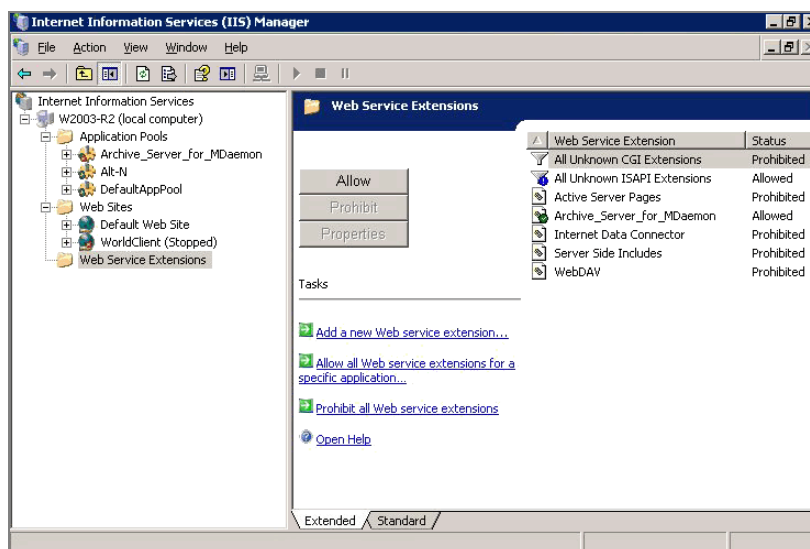 Internet Information Services (IIS) Manager
File Action View Window Help
Internet Information Services
W2003-R2 (local computer)
Application Pools
Archive_Server_for_MDaemon
Alt-N
DefaultAppPool
Web Sites
Default Web Site
WorldClient (Stopped)
Web Service Extensions
Web Service Extensions
Allow
Prohibit
Properties
Tasks
Add a new Web service extension...
Allow all Web service extensions for a
specific application...
Prohibit all Web service extensions
Open Help
Web Service Extension Status
All Unknown CGI Extensions Prohibited
All Unknown ISAPI Extensions Allowed
Active Server Pages Prohibited
Archive_Server_for_MDaemon Allowed
Internet Data Connector Prohibited
Server Side Includes Prohibited
WebDAV Prohibited
Extended Standard